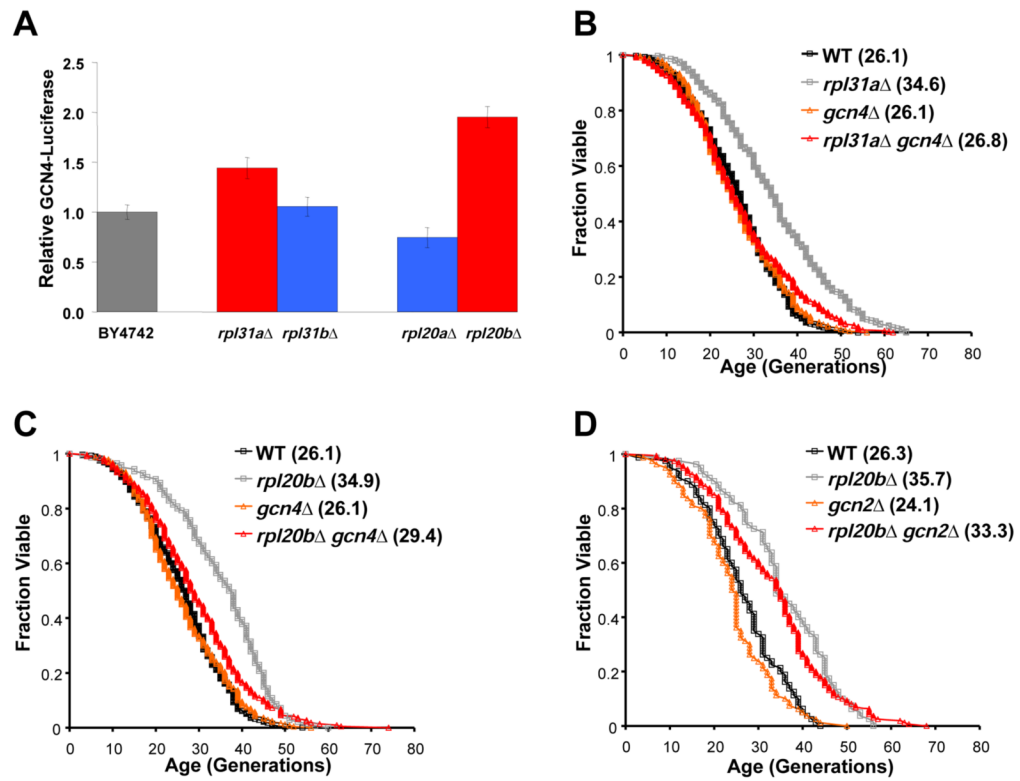 A
Relative GCN4-Luciferase
2.5
2.0
1.5
1.0
0.5
0.0
BY4742 rpl31aΔ rpl31bΔ rpl20aΔ rpl20bΔ
B
WT (26.1)
rpl31aΔ (34.6)
gcn4Δ (26.1)
rpl31aΔ gcn4Δ (26.8)
Fraction Viable
1
0.8
0.6
0.4
0.2
0
0 10 20 30 40 50 60 70 80
Age (Generations)
C
WT (26.1)
rpl20bΔ (34.9)
gcn4Δ (26.1)
rpl20bΔ gcn4Δ (29.4)
Fraction Viable
1
0.8
0.6
0.4
0.2
0
0 10 20 30 40 50 60 70 80
Age (Generations)
D
WT (26.3)
rpl20bΔ (35.7)
gcn2Δ (24.1)
rpl20bΔ gcn2Δ (33.3)
Fraction Viable
1
0.8
0.6
0.4
0.2
0
0 10 20 30 40 50 60 70 80
Age (Generations)